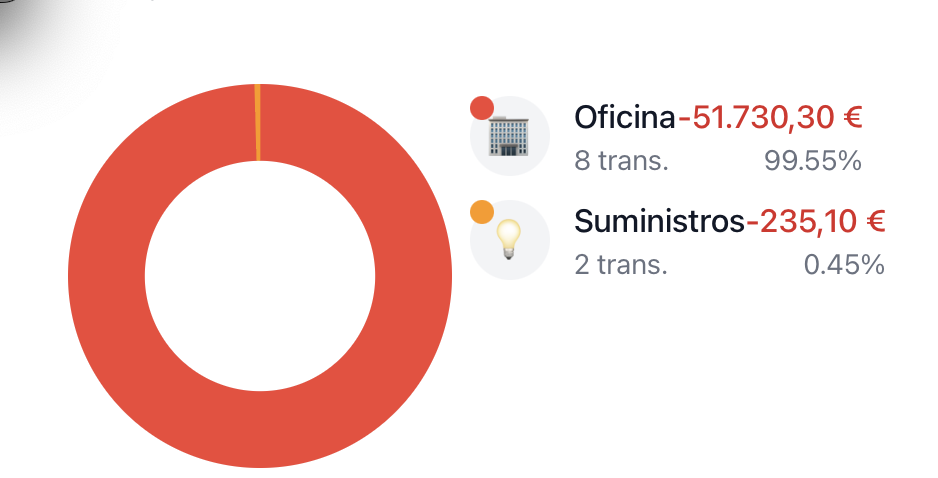 Oficina-51.730,30 €
8 trans. 99.55%
Suministros-235,10 €
2 trans. 0.45%